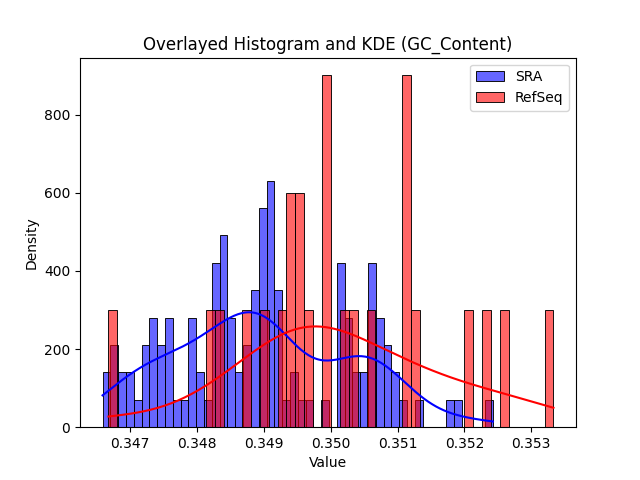 Overlayed Histogram and KDE (GC_Content)
SRA
RefSeq
800
600
400
200
0
Density
0.347 0.348 0.349 0.350 0.351 0.352 0.353
Value